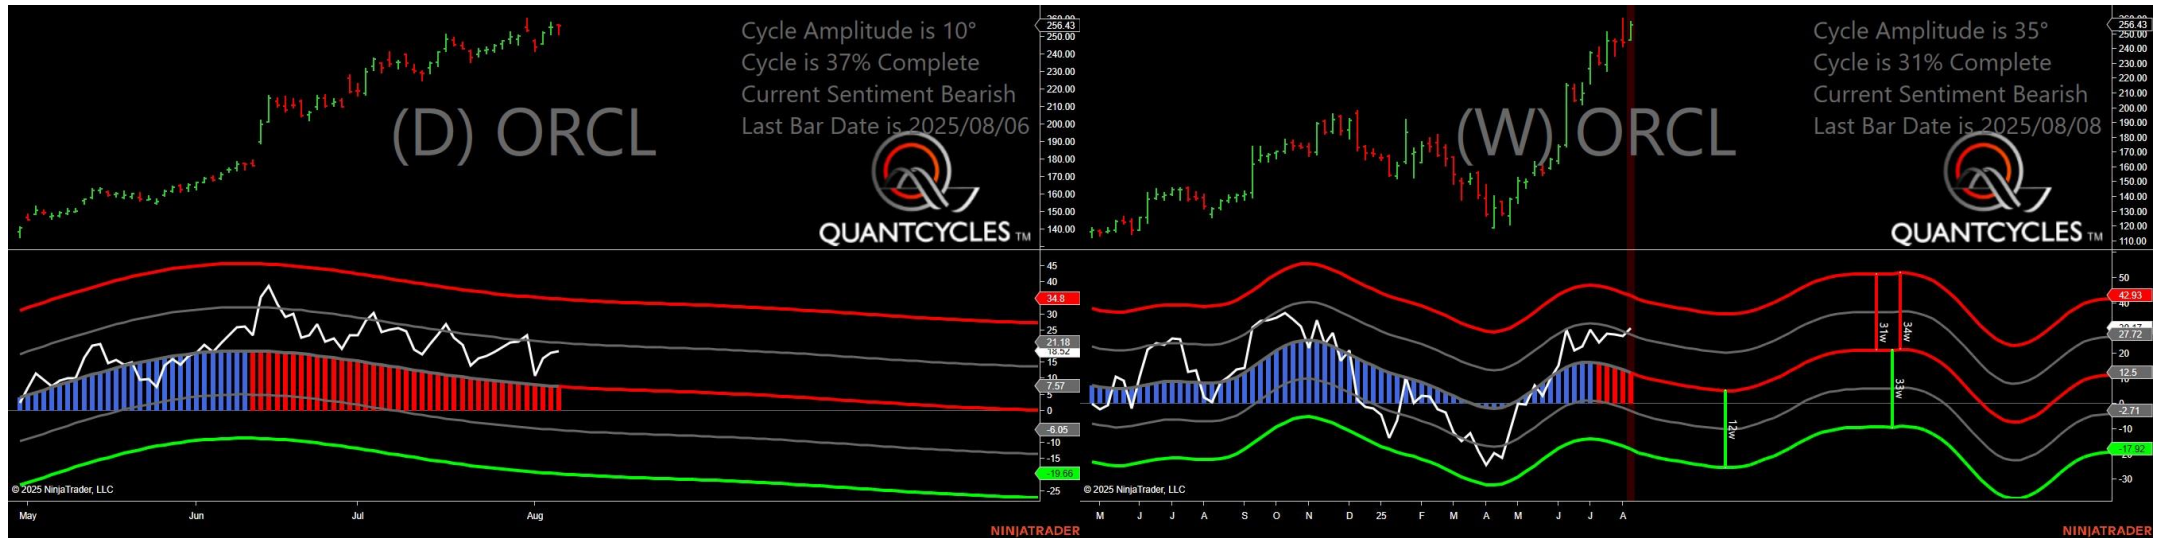 Cycle Amplitude is 10°
Cycle is 37% Complete
Current Sentiment Bearish
Last Bar Date is 2025/08/06
(D) ORCL
QUANTCYCLES TM
260.00
256.43
250.00
240.00
230.00
220.00
210.00
200.00
190.00
180.00
170.00
160.00
150.00
140.00
45
40
34.8
30
25
21.18
18.52
15
10
7.57
5
0
-6.05
-10
-15
-19.66
-25
© 2025 NinjaTrader, LLC
May Jun Jul Aug
NINJATRADER
Cycle Amplitude is 35°
Cycle is 31% Complete
Current Sentiment Bearish
Last Bar Date is 2025/08/08
(W) ORCL
QUANTCYCLES TM
260.00
256.43
250.00
240.00
230.00
220.00
210.00
200.00
190.00
180.00
170.00
160.00
150.00
140.00
130.00
120.00
110.00
31w
34w
33w
12w
50
42.93
40
27.72
20
12.5
10
0
-2.71
-10
-17.92
-30
© 2025 NinjaTrader, LLC
M J J A S O N D 25 F M A M J J A
NINJATRADER